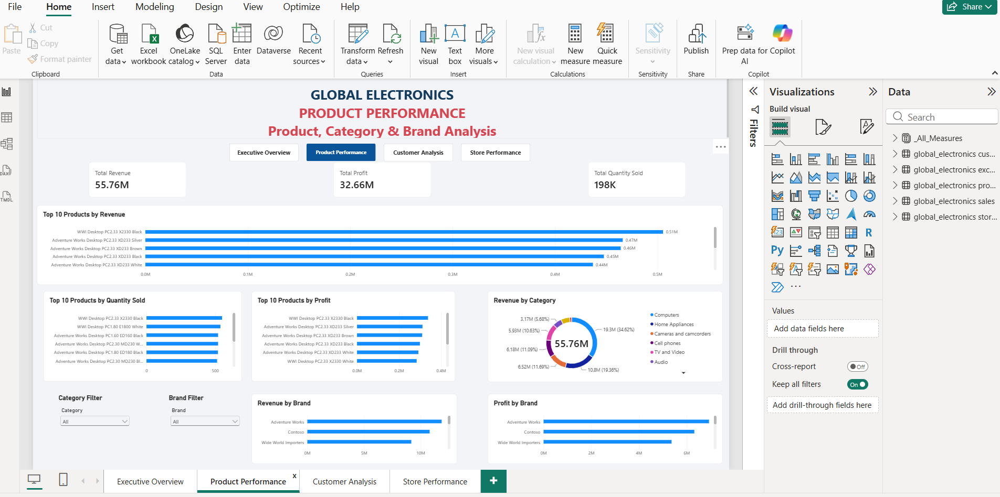 File Home Insert Modeling Design View Optimize Help Share
Paste
Cut
Copy
Format painter
Clipboard
Get data
Excel workbook
OneLake catalog
SQL Server
Enter data
Dataverse
Recent sources
Data
Transform data
Refresh
Queries
New visual
Text box
More visuals
Insert
New visual calculation
New measure
Quick measure
Calculations
Sensitivity
Sensitivity
Publish
Share
Prep data for AI
Copilot
Copilot
DAX
TMDL
GLOBAL ELECTRONICS
PRODUCT PERFORMANCE
Product, Category & Brand Analysis
Executive Overview
Product Performance
Customer Analysis
Store Performance
Total Revenue
55.76M
Total Profit
32.66M
Total Quantity Sold
198K
Top 10 Products by Revenue
WWI Desktop PC2.33 X2330 Black 0.51M
Adventure Works Desktop PC2.33 XD233 Silver 0.47M
Adventure Works Desktop PC2.33 XD233 Brown 0.46M
Adventure Works Desktop PC2.33 XD233 Black 0.45M
Adventure Works Desktop PC2.33 XD233 White 0.44M
0.0M 0.1M 0.2M 0.3M 0.4M 0.5M
Top 10 Products by Quantity Sold
WWI Desktop PC2.33 X2330 Black
WWI Desktop PC1.80 E1800 White
Adventure Works Desktop PC1.60 ED160 Black
Adventure Works Desktop PC2.30 MD230 W...
Adventure Works Desktop PC1.80 ED180 Black
Adventure Works Desktop PC2.30 MD230 Bl...
0 500
Top 10 Products by Profit
WWI Desktop PC2.33 X2330 Black
Adventure Works Desktop PC2.33 XD233 Silver
Adventure Works Desktop PC2.33 XD233 Brown
Adventure Works Desktop PC2.33 XD233 Black
Adventure Works Desktop PC2.33 XD233 White
WWI Desktop PC2.33 X2330 White
0.0M 0.2M 0.4M
Revenue by Category
3.17M (5.68%)
5.93M (10.63%)
6.18M (11.09%)
6.52M (11.69%)
55.76M
19.3M (34.62%)
10.8M (19.36%)
Computers
Home Appliances
Cameras and camcorders
Cell phones
TV and Video
Audio
Category Filter
Category
All
Brand Filter
Brand
All
Revenue by Brand
Adventure Works
Contoso
Wide World Importers
0M 5M 10M
Profit by Brand
Adventure Works
Contoso
Wide World Importers
0M 2M 4M 6M
Executive Overview
Product Performance x
Customer Analysis
Store Performance
+
Filters
Visualizations
Build visual
123
R
Py
...
Values
Add data fields here
Drill through
Cross-report Off
Keep all filters On
Add drill-through fields here
Data
Search
_All_Measures
global_electronics cus...
global_electronics exc...
global_electronics pro...
global_electronics sales
global_electronics stor...